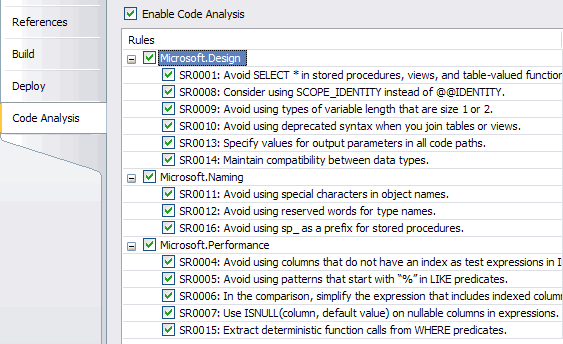 References
Build
Deploy
Code Analysis
Enable Code Analysis
Rules
Microsoft.Design
SR0001: Avoid SELECT * in stored procedures, views, and table-valued function
SR0008: Consider using SCOPE_IDENTITY instead of @@IDENTITY.
SR0009: Avoid using types of variable length that are size 1 or 2.
SR0010: Avoid using deprecated syntax when you join tables or views.
SR0013: Specify values for output parameters in all code paths.
SR0014: Maintain compatibility between data types.
Microsoft.Naming
SR0011: Avoid using special characters in object names.
SR0012: Avoid using reserved words for type names.
SR0016: Avoid using sp_ as a prefix for stored procedures.
Microsoft.Performance
SR0004: Avoid using columns that do not have an index as test expressions in I
SR0005: Avoid using patterns that start with “%” in LIKE predicates.
SR0006: In the comparison, simplify the expression that includes indexed colum
SR0007: Use ISNULL(column, default value) on nullable columns in expressions.
SR0015: Extract deterministic function calls from WHERE predicates.